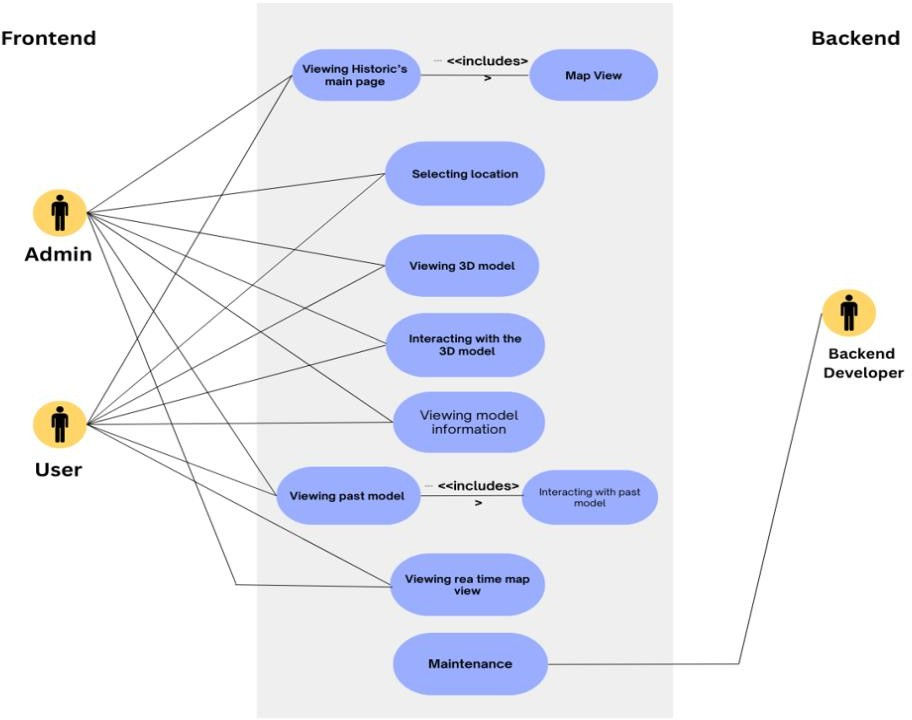 Frontend
Backend
Viewing Historic's
main page
... <<includes>
>
Map View
Selecting location
Admin
Viewing 3D model
Interacting with the
3D model
Backend
Developer
Viewing model
information
User
Viewing past model
... <<includes>
>
Interacting with past
model
Viewing rea time map
view
Maintenance